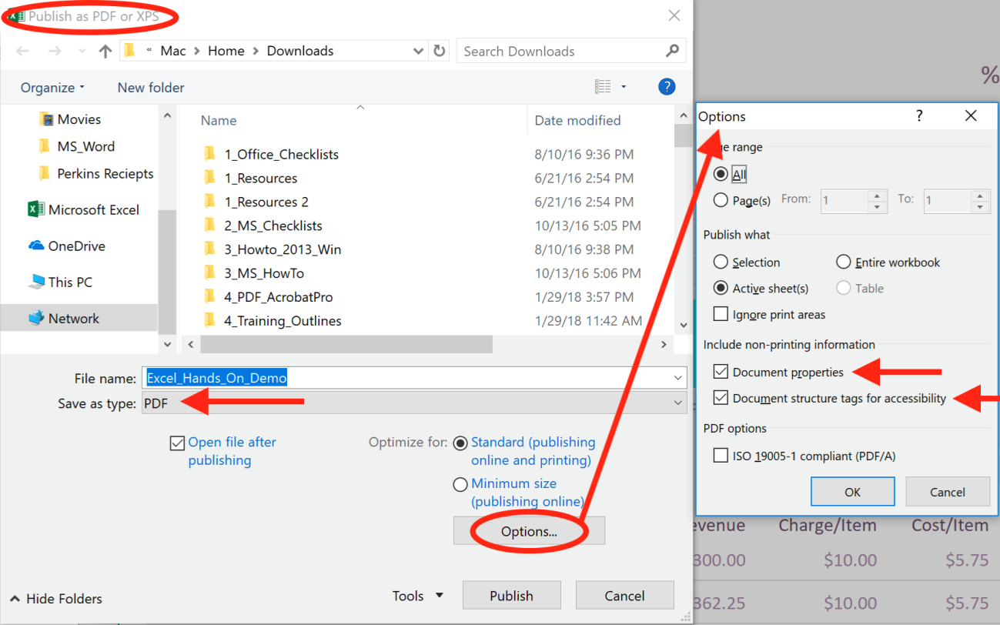 Publish as PDF or XPS
« Mac > Home > Downloads
Search Downloads
Organize
New folder
?
Movies
MS_Word
Perkins Reciepts
Microsoft Excel
OneDrive
This PC
Network
Name Date modified
1_Office_Checklists 8/10/16 9:36 PM
1_Resources 6/21/16 2:54 PM
1_Resources 2 6/21/16 2:54 PM
2_MS_Checklists 10/13/16 5:05 PM
3_Howto_2013_Win 8/10/16 9:38 PM
3_MS_HowTo 10/13/16 5:06 PM
4_PDF_AcrobatPro 1/29/18 3:57 PM
4_Training_Outlines 1/29/18 11:42 AM
File name: Excel_Hands_On_Demo
Save as type: PDF
Open file after
publishing
Optimize for: Standard (publishing
online and printing)
Minimum size
(publishing online)
Options...
Hide Folders
Tools Publish Cancel
%
Options ?
ge range
All
Page(s) From: 1 To: 1
Publish what
Selection Entire workbook
Active sheet(s) Table
Ignore print areas
Include non-printing information
Document properties
Document structure tags for accessibility
PDF options
ISO 19005-1 compliant (PDF/A)
OK Cancel
evenue Charge/Item Cost/Item
300.00 $10.00 $5.75
362.25 $10.00 $5.75